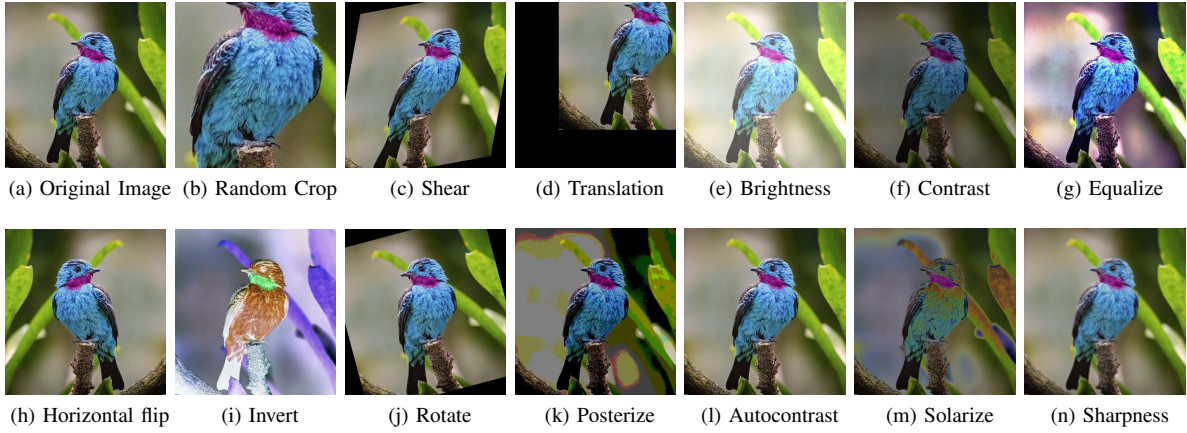 (a) Original Image
(b) Random Crop
(c) Shear
(d) Translation
(e) Brightness
(f) Contrast
(g) Equalize
(h) Horizontal flip
(i) Invert
(j) Rotate
(k) Posterize
(l) Autocontrast
(m) Solarize
(n) Sharpness